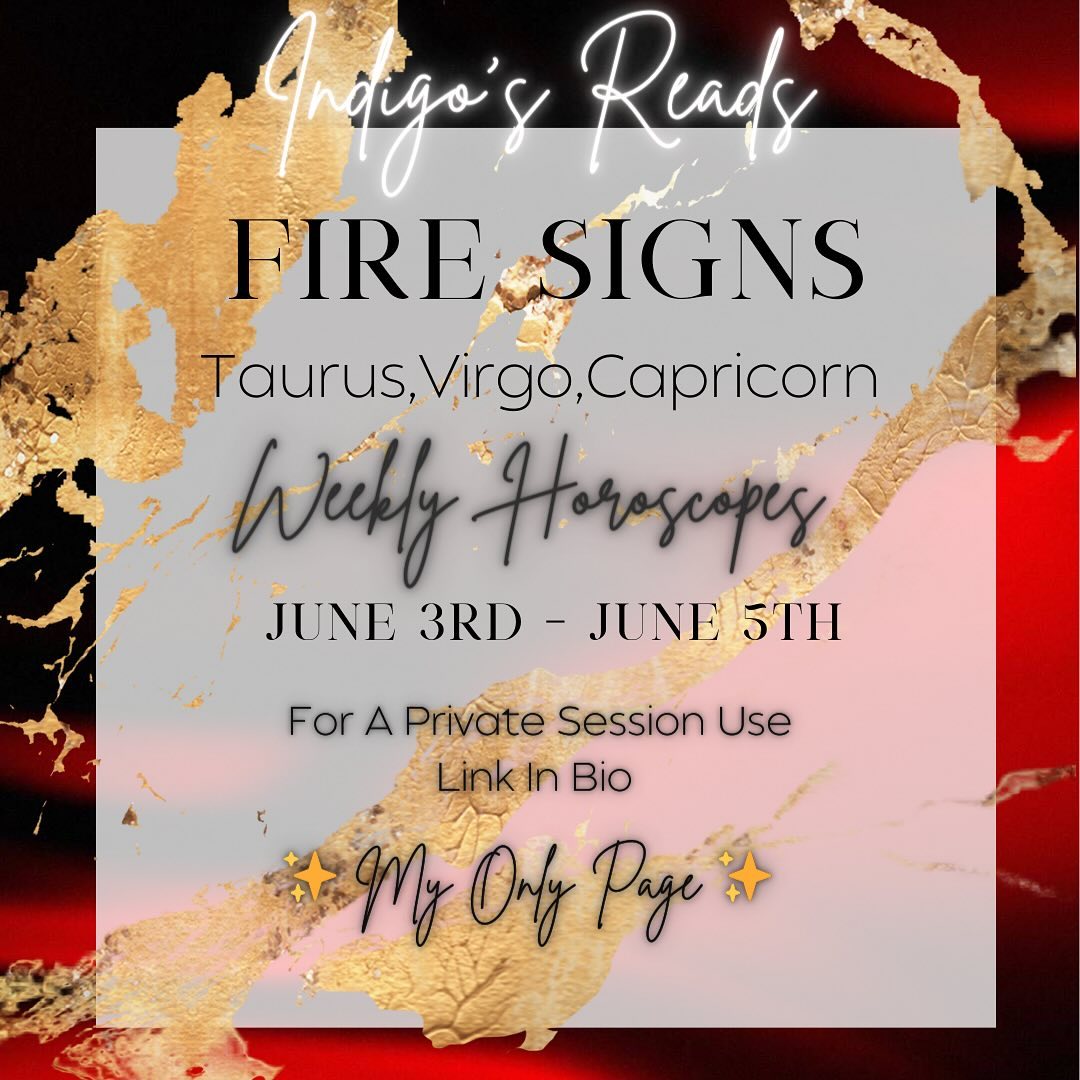 Indigo's Reads
FIRE SIGNS
Taurus,Virgo,Capricorn
Weekly Horoscopes
JUNE 3RD - JUNE 5TH
For A Private Session Use
Link In Bio
✨ My Only Page ✨